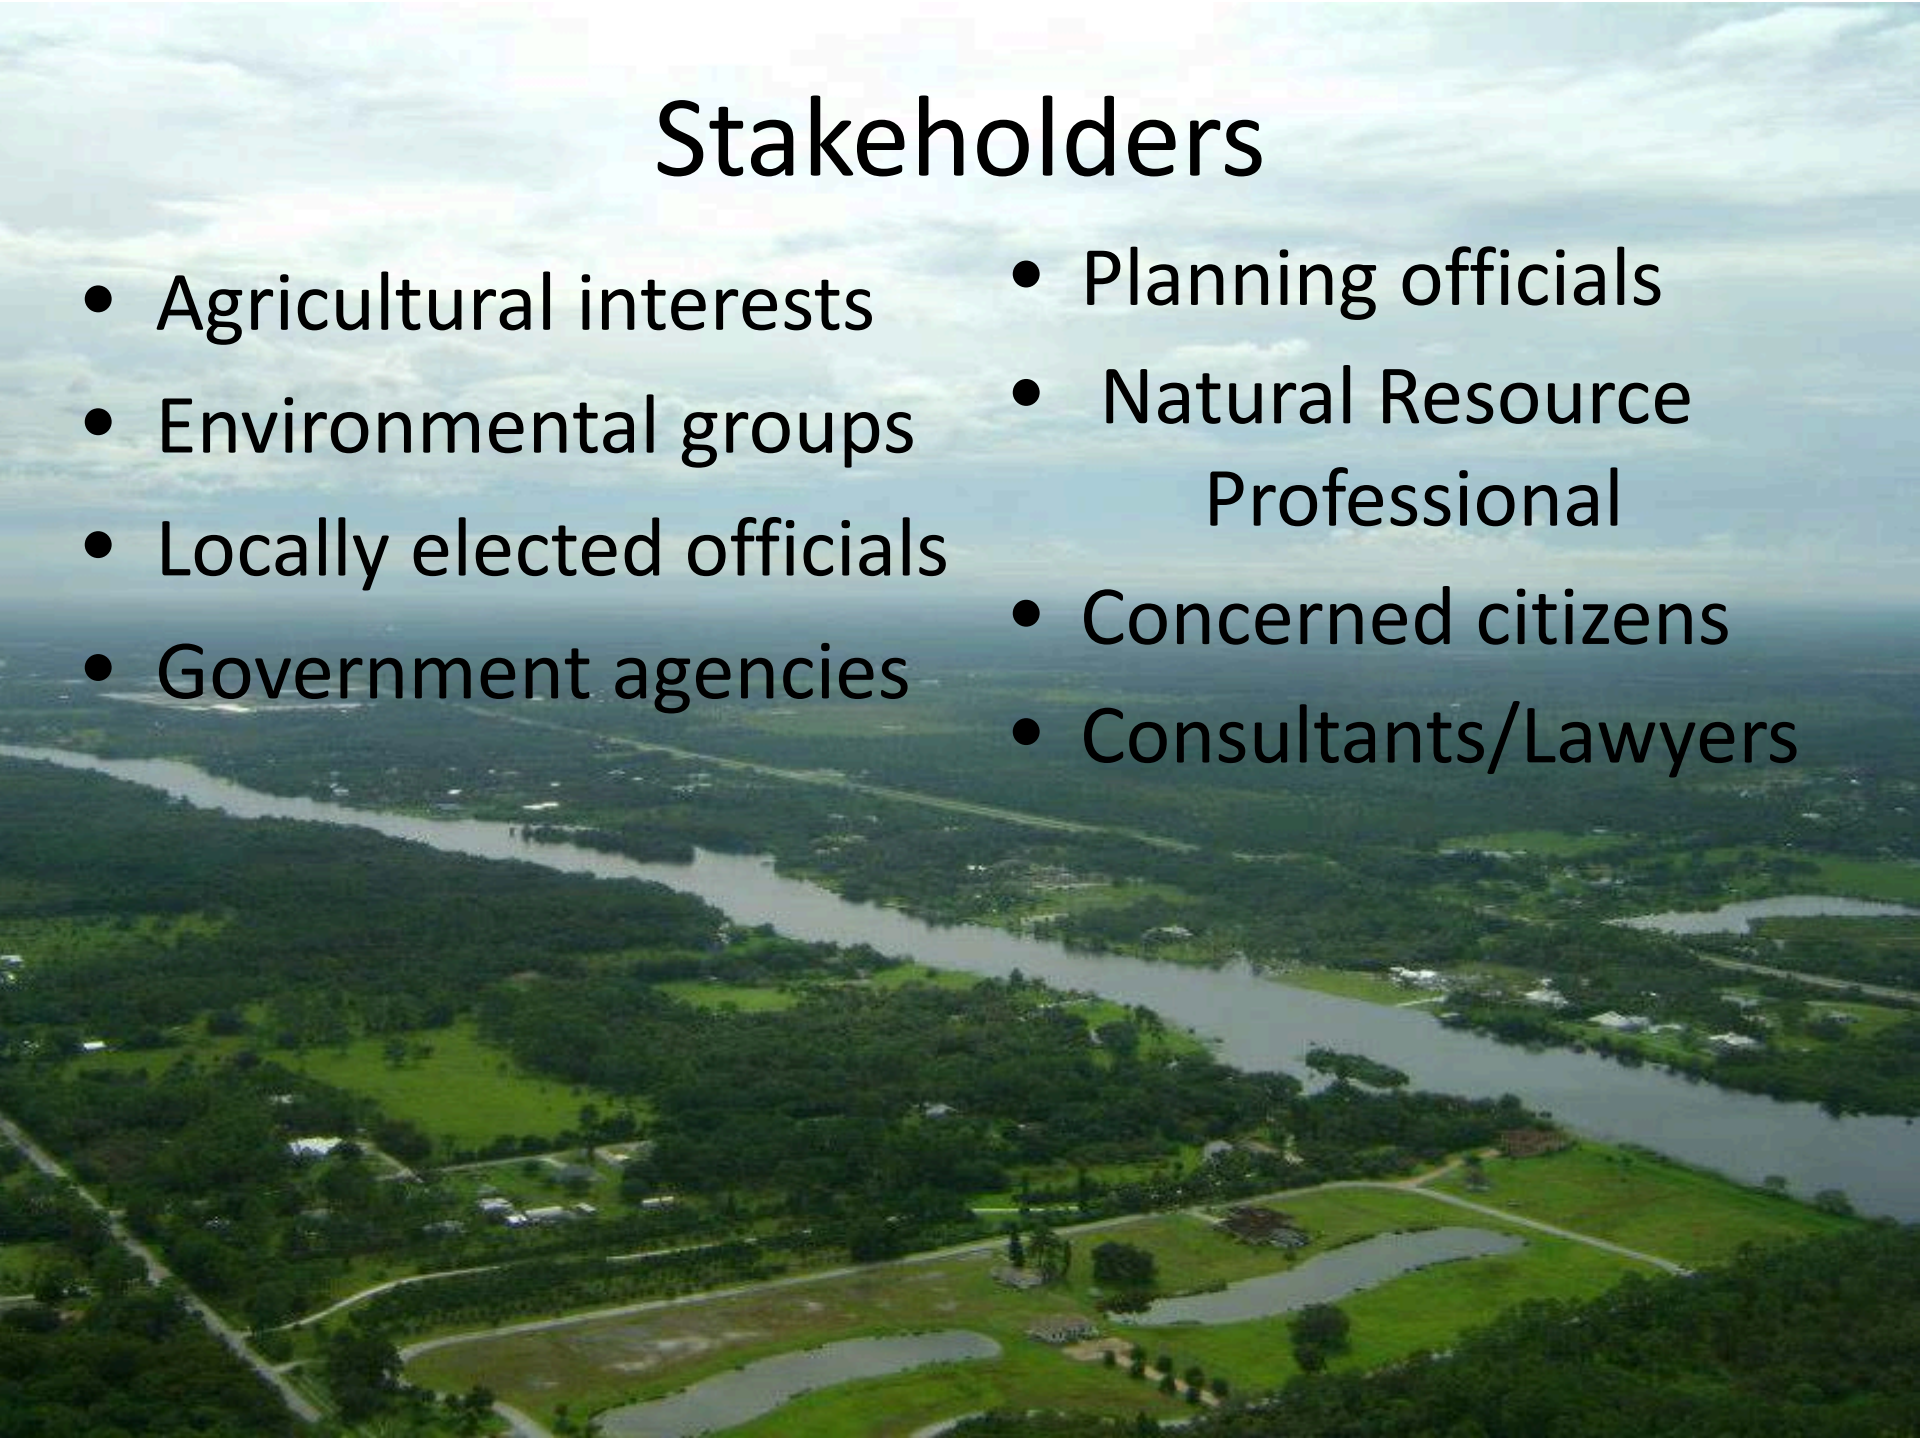 Stakeholders
• Agricultural interests
• Environmental groups
• Locally elected officials
• Government agencies
• Planning officials
• Natural Resource
Professional
• Concerned citizens
• Consultants/Lawyers